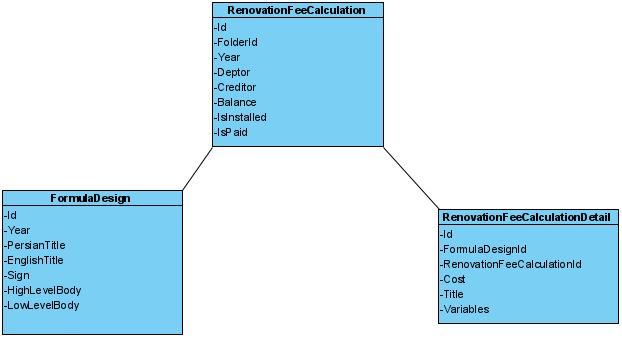 RenovationFeeCalculation
-Id
-FolderId
-Year
-Deptor
-Creditor
-Balance
-IsInstalled
-IsPaid
FormulaDesign
-Id
-Year
-PersianTitle
-EnglishTitle
-Sign
-HighLevelBody
-LowLevelBody
RenovationFeeCalculationDetail
-Id
-FormulaDesignId
-RenovationFeeCalculationId
-Cost
-Title
-Variables